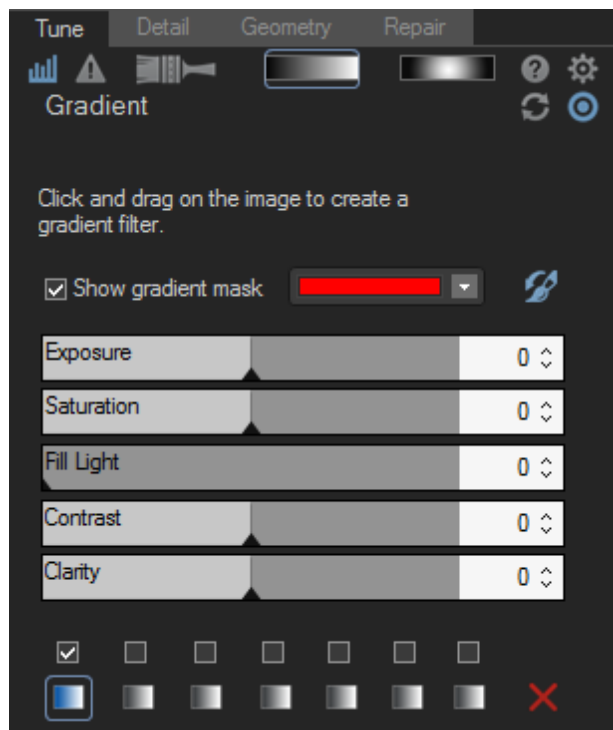 Tune Detail Geometry Repair
Gradient
Click and drag on the image to create a
gradient filter.
Show gradient mask
Exposure 0
Saturation 0
Fill Light 0
Contrast 0
Clarity 0